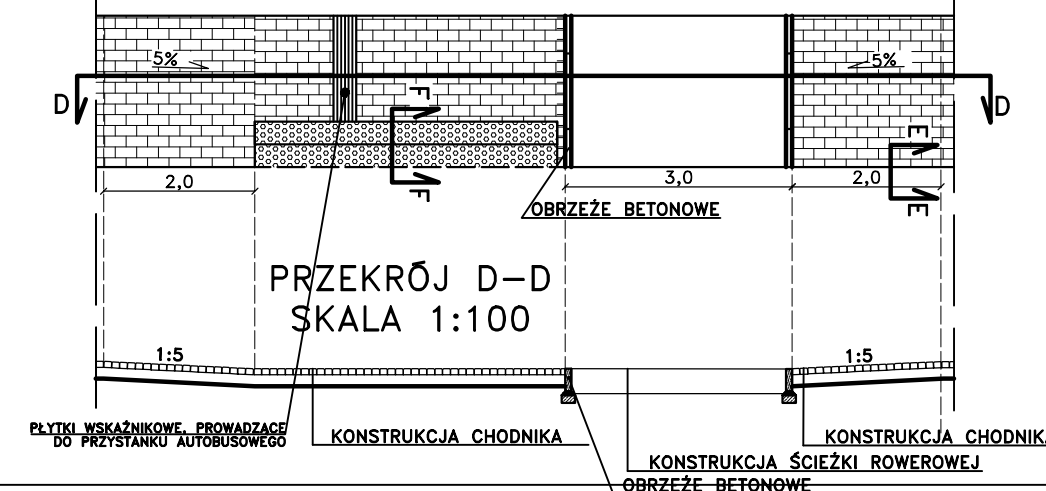 5%
5%
D
F
D
E
2,0
3,0
2,0
F
E
OBRZEŻE BETONOWE
PRZEKRÓJ D-D
SKALA 1:100
1:5
1:5
PŁYTKI WSKAŹNIKOWE, PROWADZĄCE
DO PRZYSTANKU AUTOBUSOWEGO
KONSTRUKCJA CHODNIKA
KONSTRUKCJA CHODNIKA
KONSTRUKCJA ŚCIEŻKI ROWEROWEJ
OBRZEŻE BETONOWE